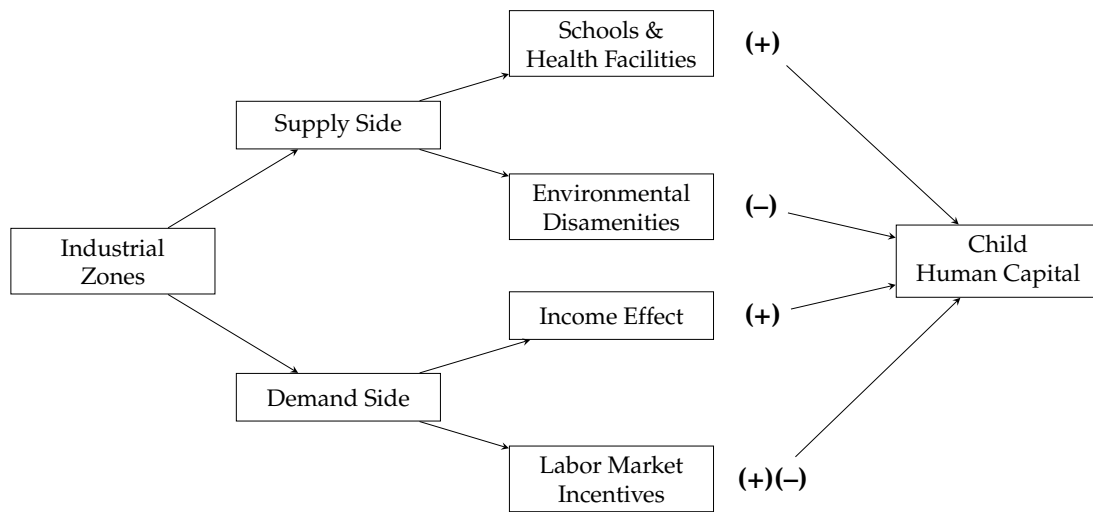 Schools &
Health Facilities
(+)
Supply Side
Environmental
Disamenities
(–)
Industrial
Zones
Child
Human Capital
Income Effect
(+)
Demand Side
Labor Market
Incentives
(+)(–)